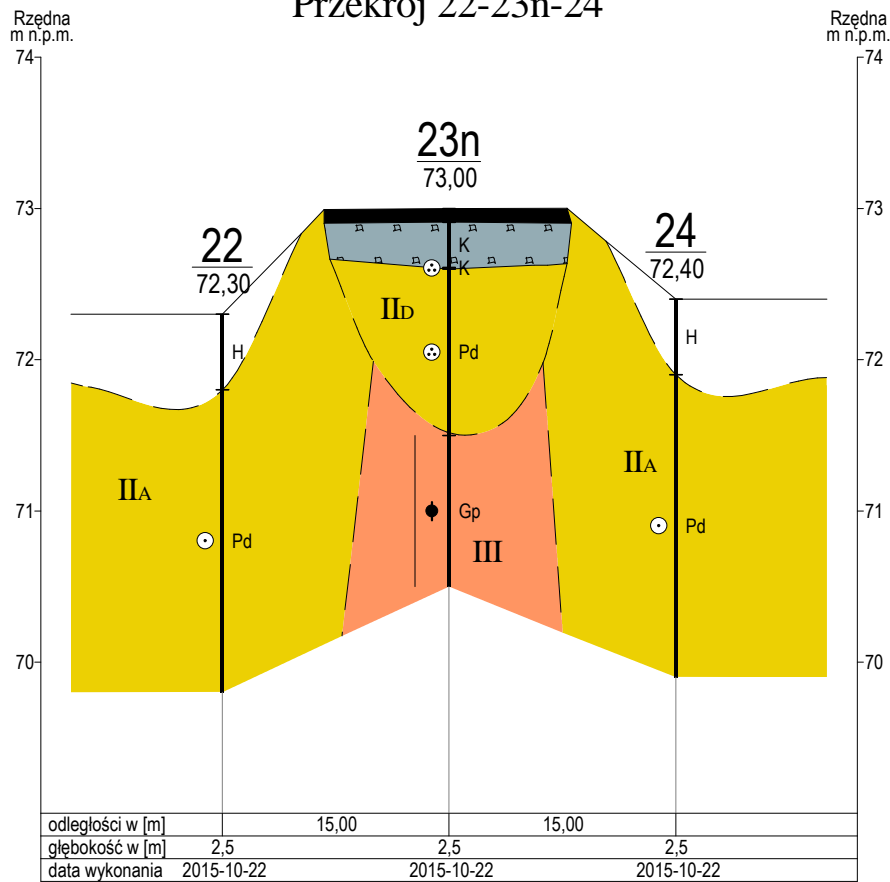 Przekrój 22-23n-24
Rzędna
m n.p.m.
Rzędna
m n.p.m.
74
74
23n
73,00
73
73
22
72,30
24
72,40
K
K
IID
H
H
Pd
72
72
IIA
IIA
Gp
71
71
Pd
III
Pd
70
70
odległości w [m] 15,00 15,00
głębokość w [m] 2,5 2,5 2,5
data wykonania 2015-10-22 2015-10-22 2015-10-22